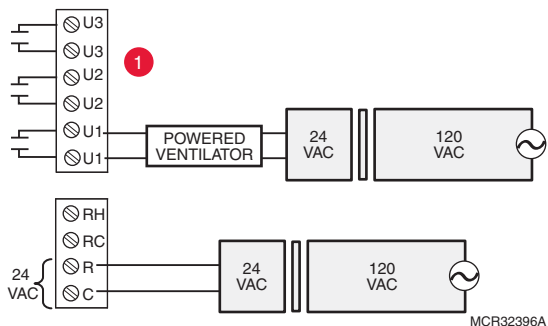 U3
U3
U2
U2
U1
U1
1
POWERED
VENTILATOR
24
VAC
120
VAC
RH
RC
R
C
24
VAC
24
VAC
120
VAC
MCR32396A